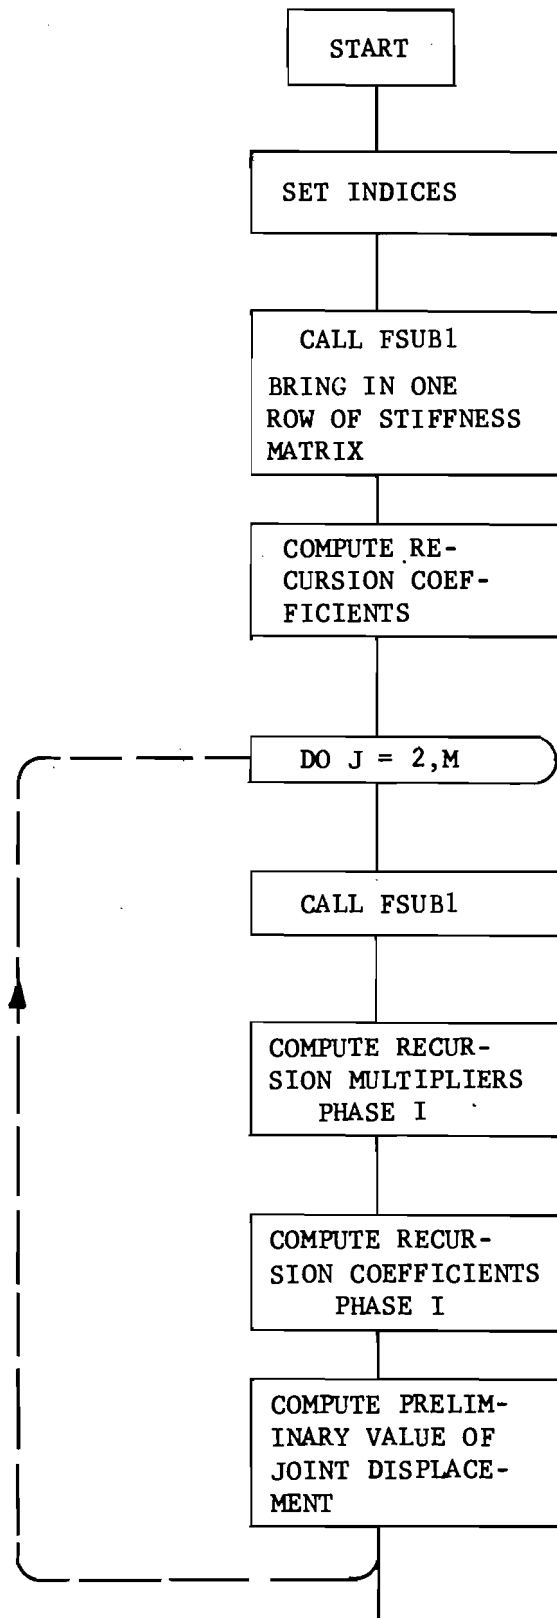 START
SET INDICES
CALL FSUB1
BRING IN ONE
ROW OF STIFFNESS
MATRIX
COMPUTE RE-
CURSION COEF-
FICIENTS
DO J = 2,M
CALL FSUB1
COMPUTE RECUR-
SION MULTIPLIERS
PHASE I
COMPUTE RECUR-
SION COEFFICIENTS
PHASE I
COMPUTE PRELIM-
INARY VALUE OF
JOINT DISPLACE-
MENT